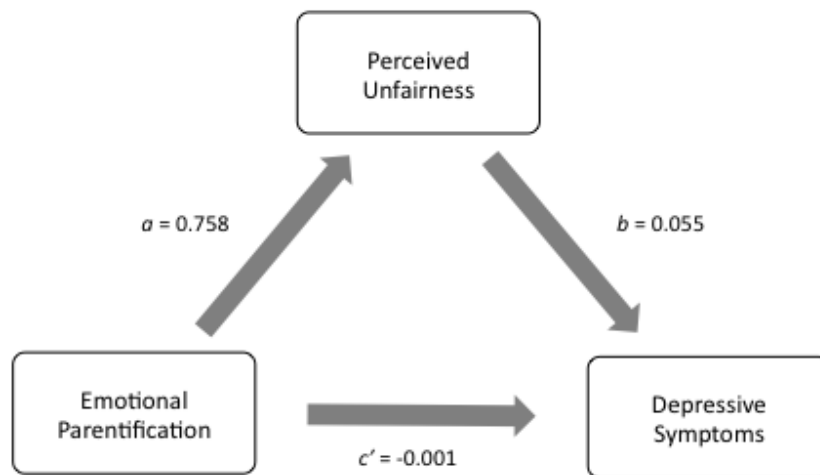 Perceived
Unfairness
a = 0.758
b = 0.055
Emotional
Parentification
Depressive
Symptoms
c′ = -0.001